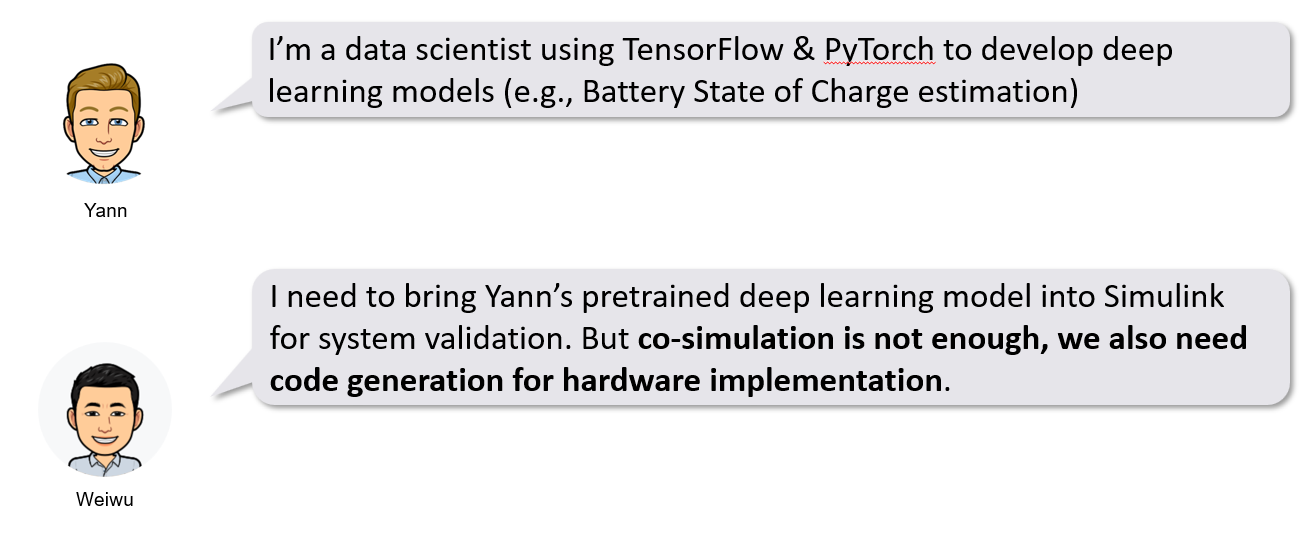 I’m a data scientist using TensorFlow & PyTorch to develop deep
learning models (e.g., Battery State of Charge estimation)
Yann
I need to bring Yann’s pretrained deep learning model into Simulink
for system validation. But co-simulation is not enough, we also need
code generation for hardware implementation.
Weiwu